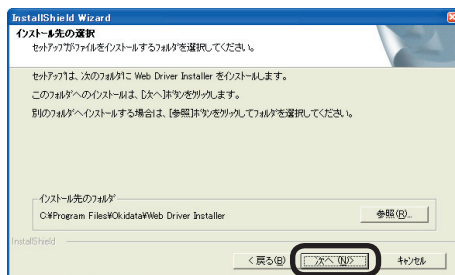 InstallShield Wizard
インストール先の選択
セットアップがファイルをインストールするフォルダを選択してください。
セットアップは、次のフォルダに Web Driver Installer をインストールします。
このフォルダへのインストールは、[次へ]ボタンをクリックします。
別のフォルダへインストールする場合は、[参照]ボタンをクリックしてフォルダを選択してください。
インストール先のフォルダ
C:¥Program Files¥Okidata¥Web Driver Installer
参照(R)...
InstallShield
< 戻る(B)
次へ (N)>
キャンセル